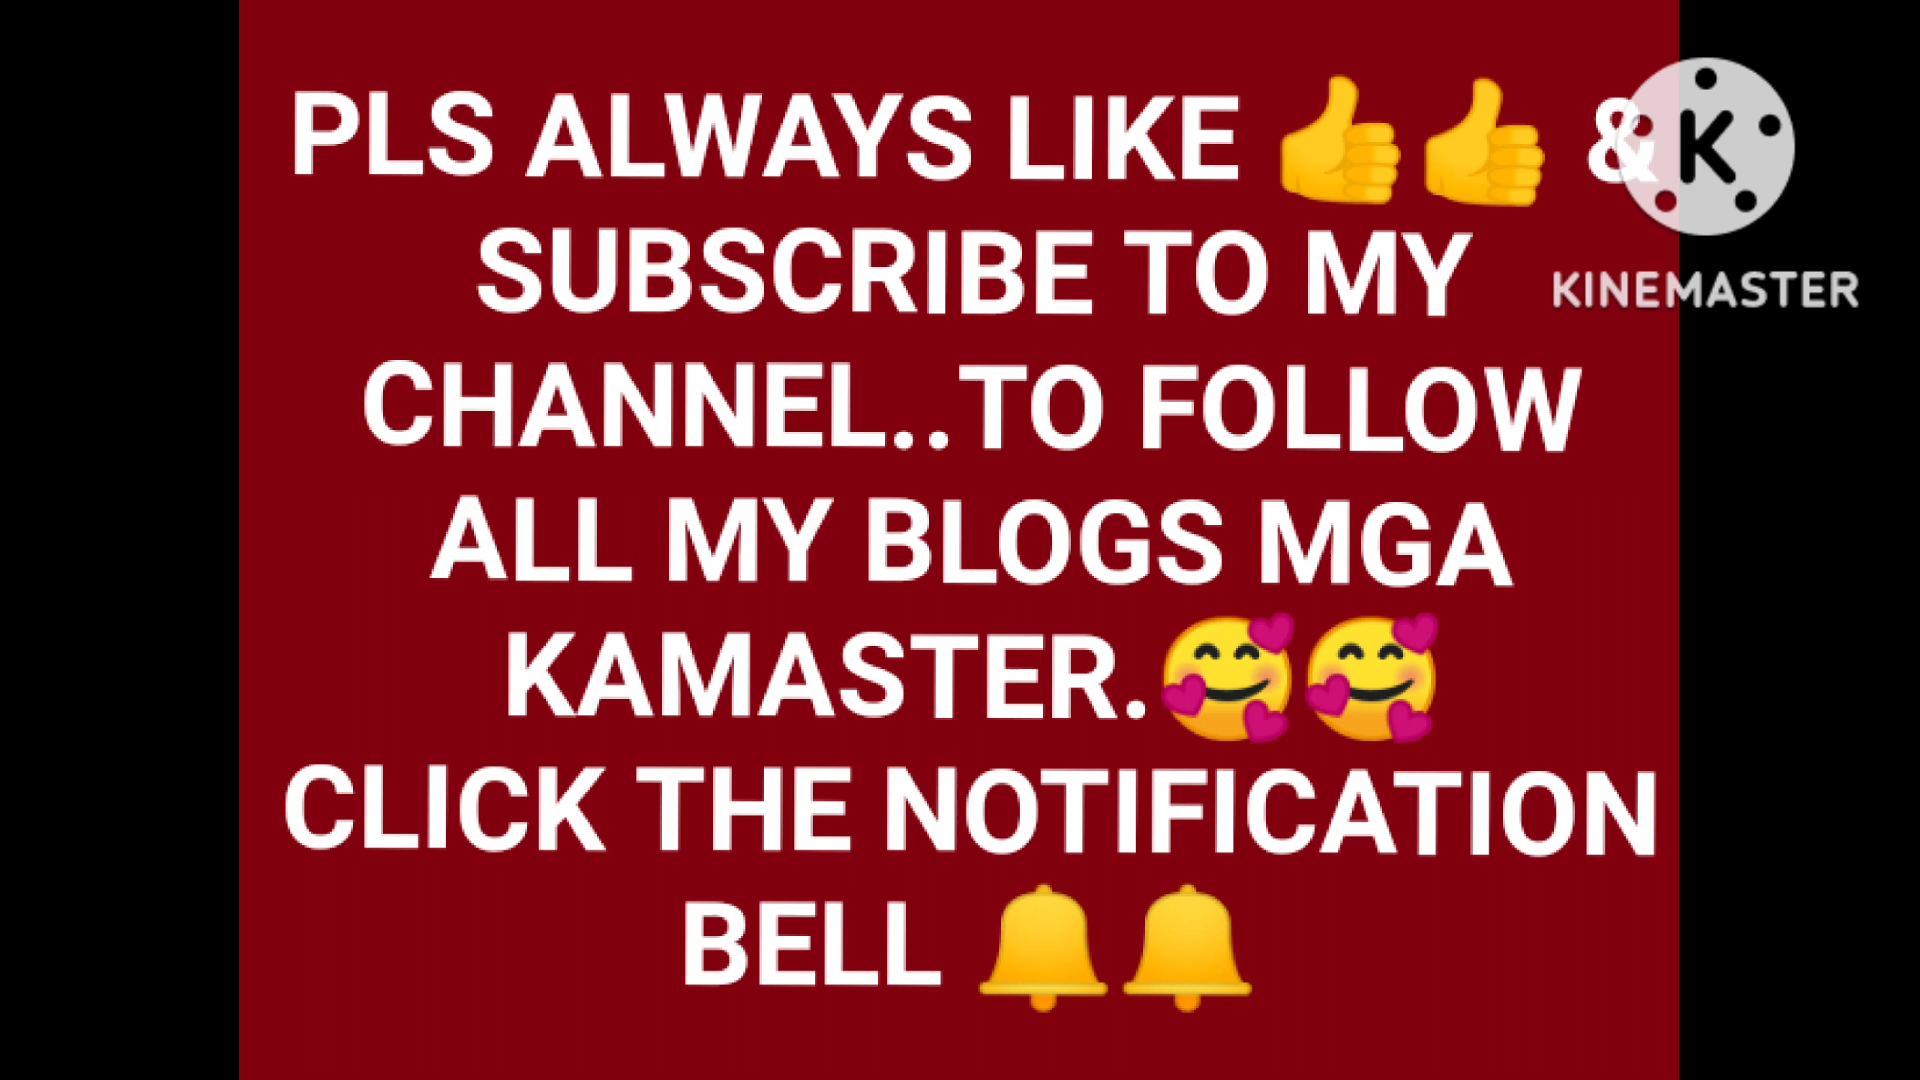 PLS ALWAYS LIKE 👍👍 &
SUBSCRIBE TO MY
CHANNEL..TO FOLLOW
ALL MY BLOGS MGA
KAMASTER.🥰🥰
CLICK THE NOTIFICATION
BELL 🔔🔔
K
KINEMASTER